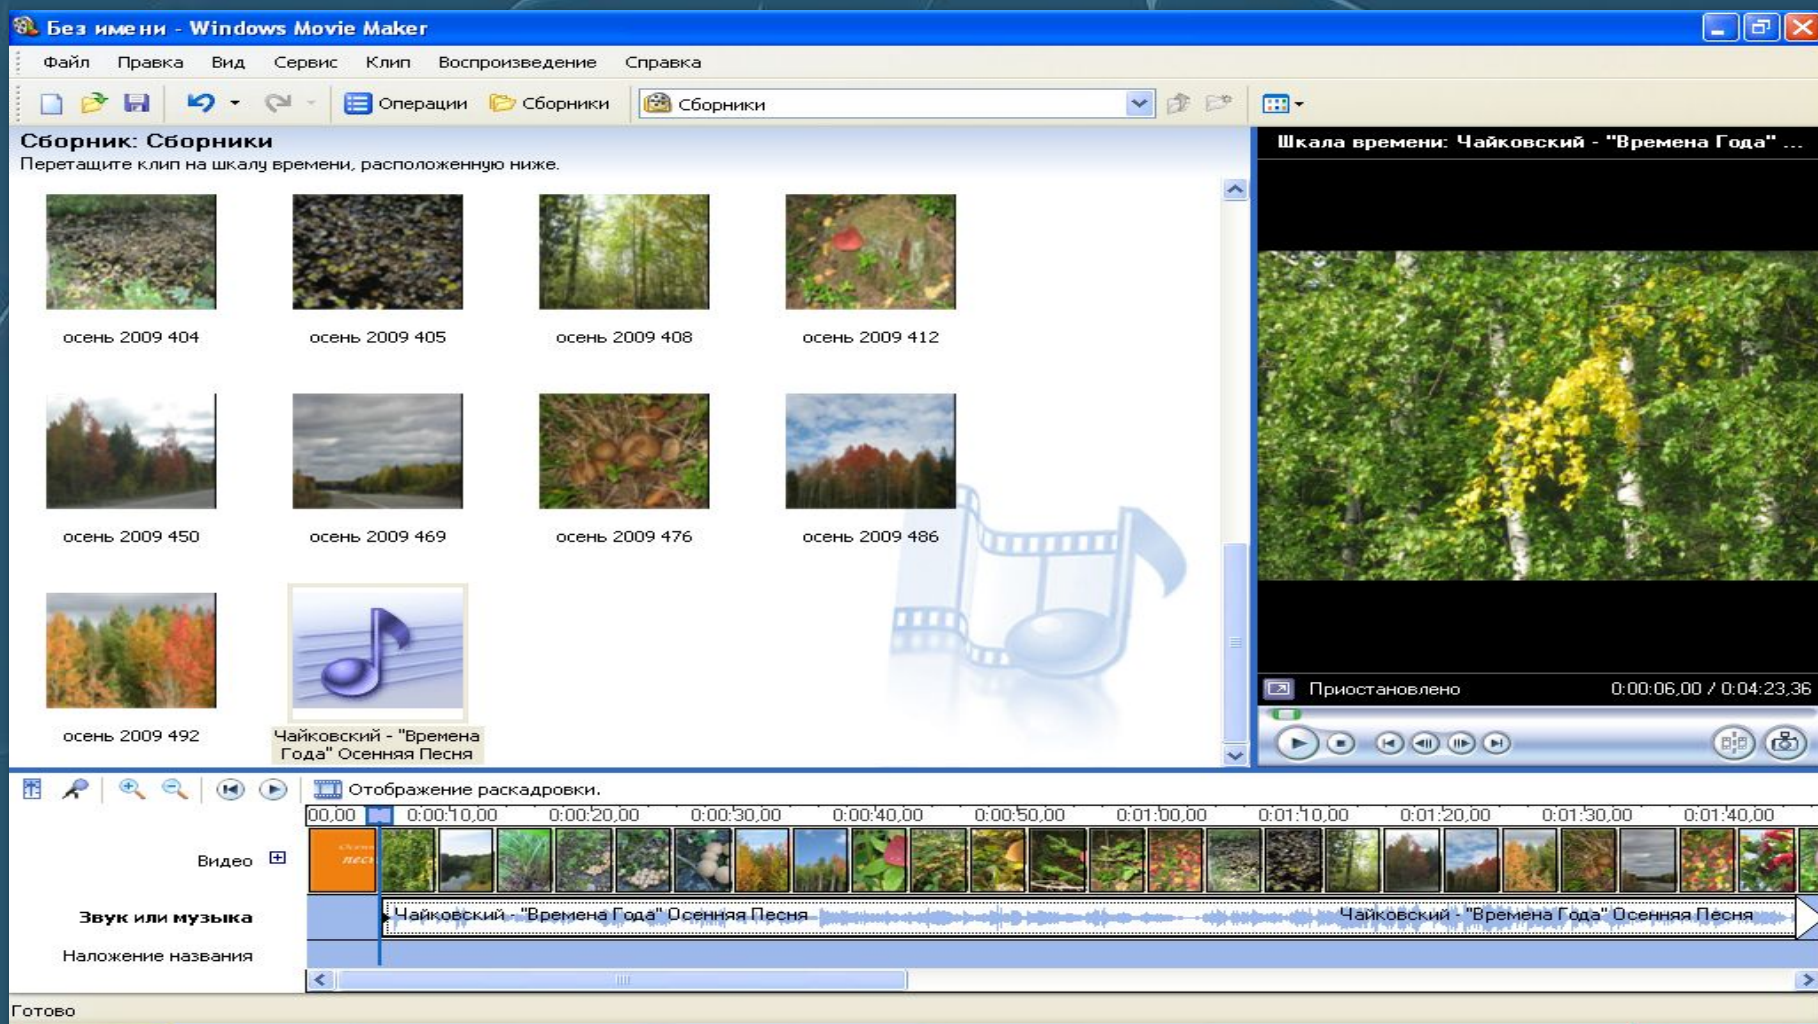 Без имени - Windows Movie Maker
Файл Правка Вид Сервис Клип Воспроизведение Справка
Операции Сборники Сборники
Сборник: Сборники
Перетащите клип на шкалу времени, расположенную ниже.
Шкала времени: Чайковский - "Времена Года" ...
осень 2009 404 осень 2009 405 осень 2009 408 осень 2009 412
осень 2009 450 осень 2009 469 осень 2009 476 осень 2009 486
осень 2009 492
Чайковский - "Времена
Года" Осенняя Песня
Приостановлено 0:00:06,00 / 0:04:23,36
Отображение раскадровки.
00,00 0:00:10,00 0:00:20,00 0:00:30,00 0:00:40,00 0:00:50,00 0:01:00,00 0:01:10,00 0:01:20,00 0:01:30,00 0:01:40,00
Видео
Звук или музыка
Чайковский - "Времена Года" Осенняя Песня Чайковский - "Времена Года" Осенняя Песня
Наложение названия
Готово